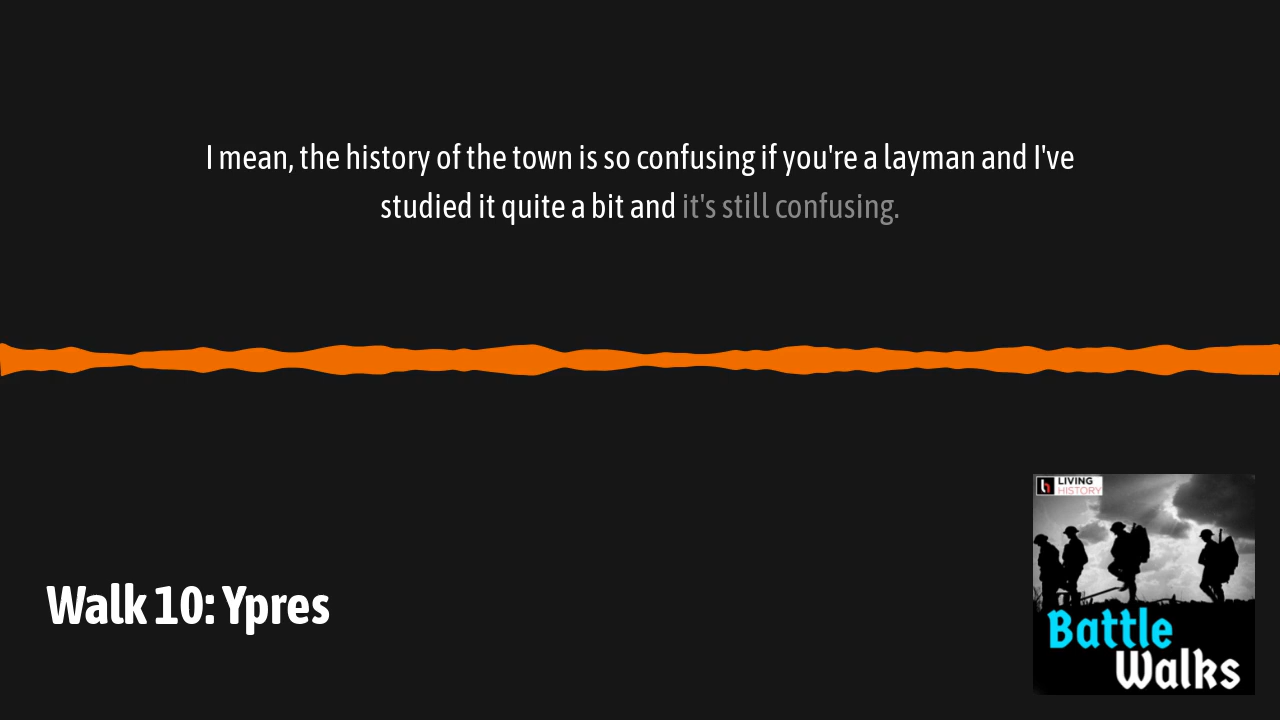 I mean, the history of the town is so confusing if you're a layman and I've
studied it quite a bit and it's still confusing.
LIVING
HISTORY
Walk 10: Ypres
Battle
Walks